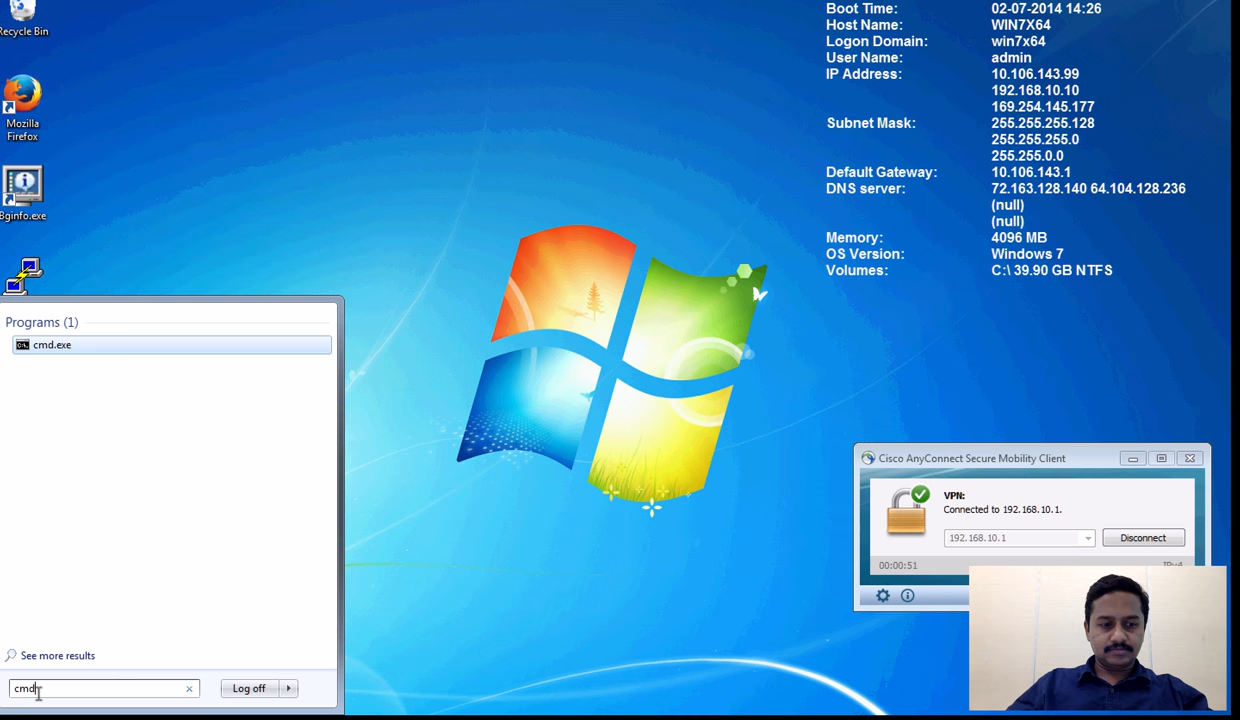 Recycle Bin
Mozilla
Firefox
Bginfo.exe
Boot Time: 02-07-2014 14:26
Host Name: WIN7X64
Logon Domain: win7x64
User Name: admin
IP Address: 10.106.143.99
192.168.10.10
169.254.145.177
Subnet Mask: 255.255.255.128
255.255.255.0
255.255.0.0
Default Gateway: 10.106.143.1
DNS server: 72.163.128.140 64.104.128.236
(null)
(null)
Memory: 4096 MB
OS Version: Windows 7
Volumes: C:\ 39.90 GB NTFS
Programs (1)
cmd.exe
See more results
cmd
Log off
Cisco AnyConnect Secure Mobility Client
VPN:
Connected to 192.168.10.1.
192.168.10.1
Disconnect
00:00:51